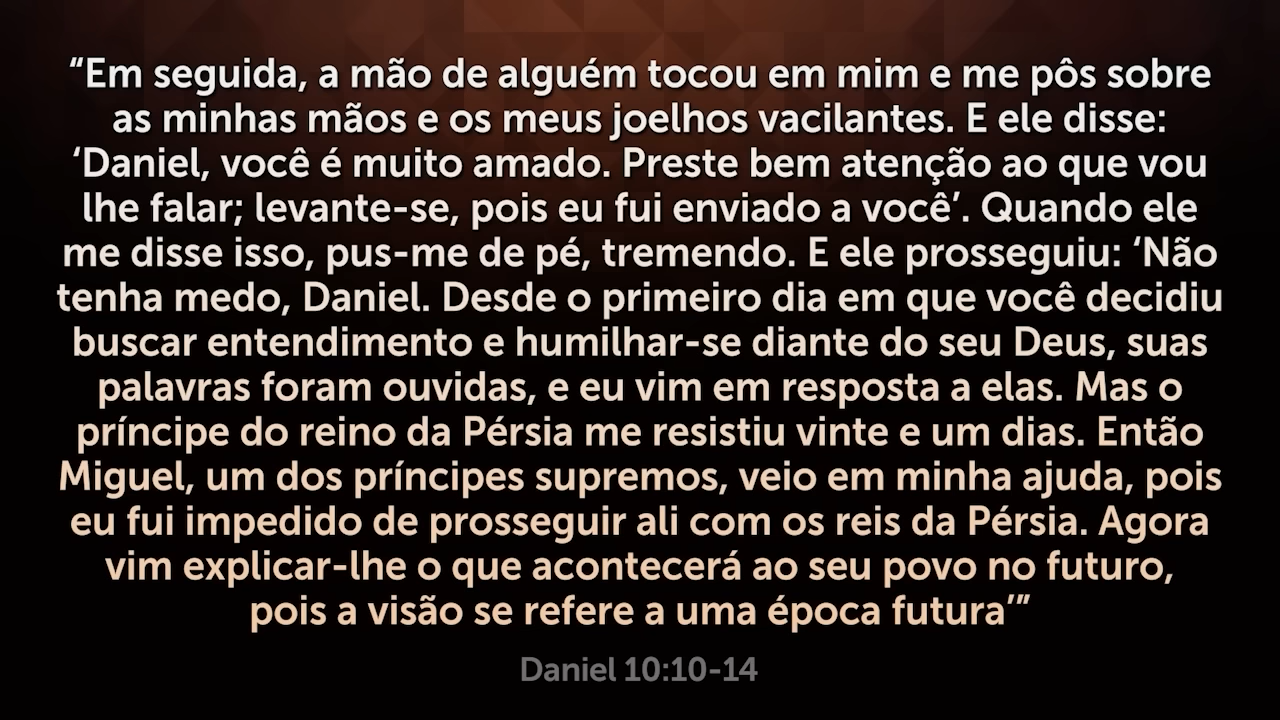 “Em seguida, a mão de alguém tocou em mim e me pôs sobre
as minhas mãos e os meus joelhos vacilantes. E ele disse:
‘Daniel, você é muito amado. Preste bem atenção ao que vou
lhe falar; levante-se, pois eu fui enviado a você’. Quando ele
me disse isso, pus-me de pé, tremendo. E ele prosseguiu: ‘Não
tenha medo, Daniel. Desde o primeiro dia em que você decidiu
buscar entendimento e humilhar-se diante do seu Deus, suas
palavras foram ouvidas, e eu vim em resposta a elas. Mas o
príncipe do reino da Pérsia me resistiu vinte e um dias. Então
Miguel, um dos príncipes supremos, veio em minha ajuda, pois
eu fui impedido de prosseguir ali com os reis da Pérsia. Agora
vim explicar-lhe o que acontecerá ao seu povo no futuro,
pois a visão se refere a uma época futura’”
Daniel 10:10-14